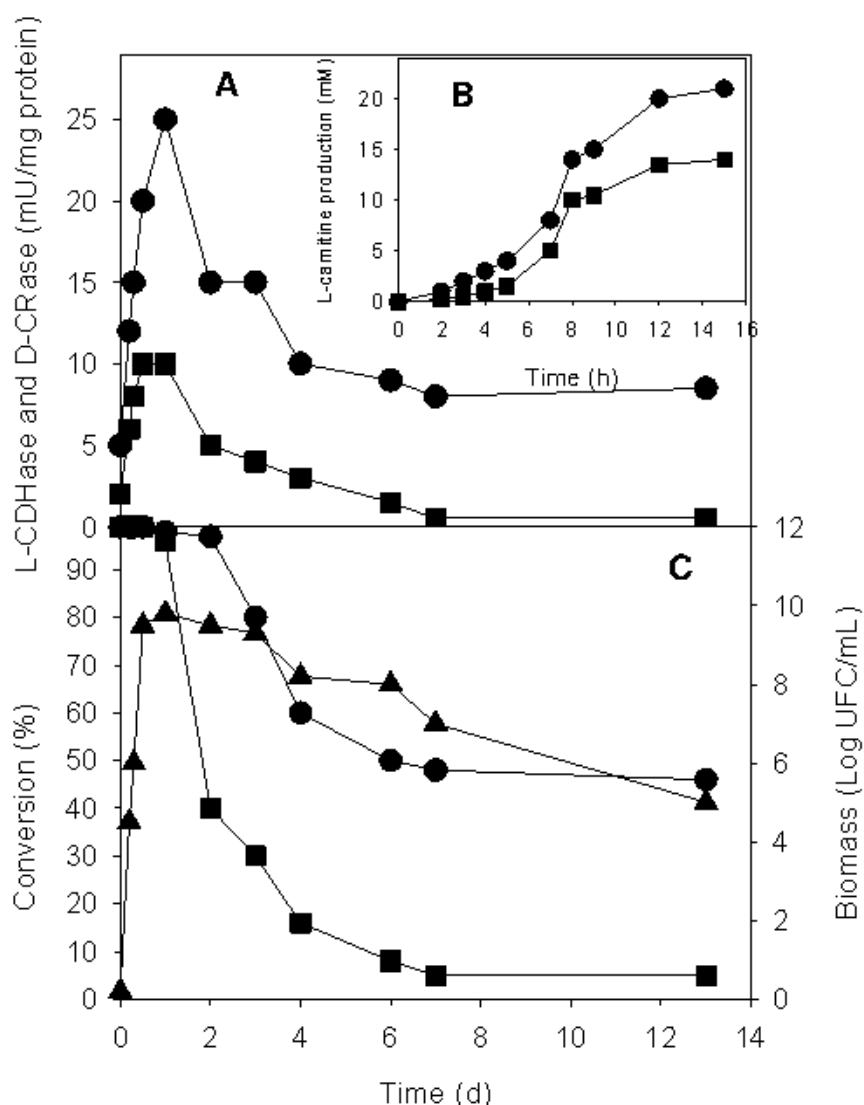 L-CDHase and D-CRase (mU/mg protein)
A
25
20
15
10
5
0
L-carnitine production (mM)
B
20
15
10
5
0
0 2 4 6 8 10 12 14 16
Time (h)
Conversion (%)
C
90
80
70
60
50
40
30
20
10
0
12
10
8
6
4
2
0
Biomass (Log UFC/mL)
0 2 4 6 8 10 12 14
Time (d)